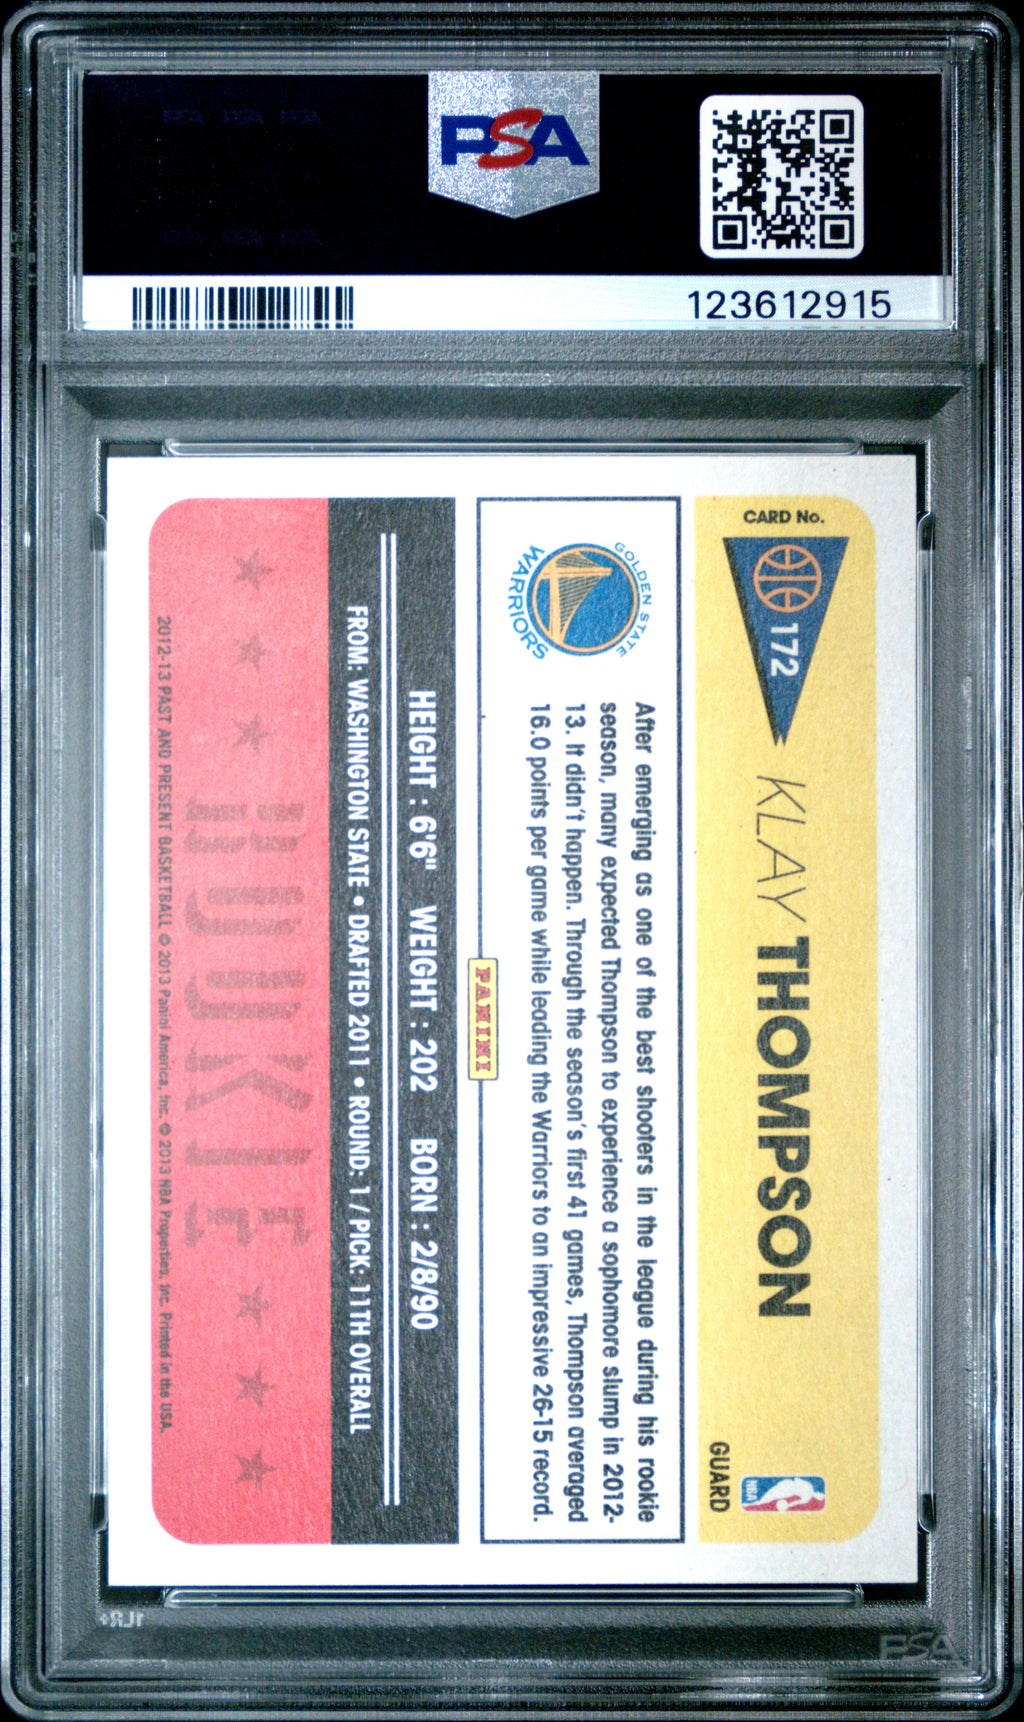 PSA
123612915
CARD No.
172
KLAY THOMPSON
GUARD
NBA
GOLDEN STATE
WARRIORS
After emerging as one of the best shooters in the league during his rookie
season, many expected Thompson to experience a sophomore slump in 2012-
13. It didn't happen. Through the season's first 41 games, Thompson averaged
16.0 points per game while leading the Warriors to an impressive 26-15 record.
PANINI
HEIGHT : 6'6" WEIGHT : 202 BORN : 2/8/90
FROM: WASHINGTON STATE • DRAFTED 2011 • ROUND: 1 / PICK: 11TH OVERALL
ROOKIE
2012-13 PAST AND PRESENT BASKETBALL © 2013 Panini America, Inc. © 2013 NBA Properties, Inc. Printed in the USA.
PSA